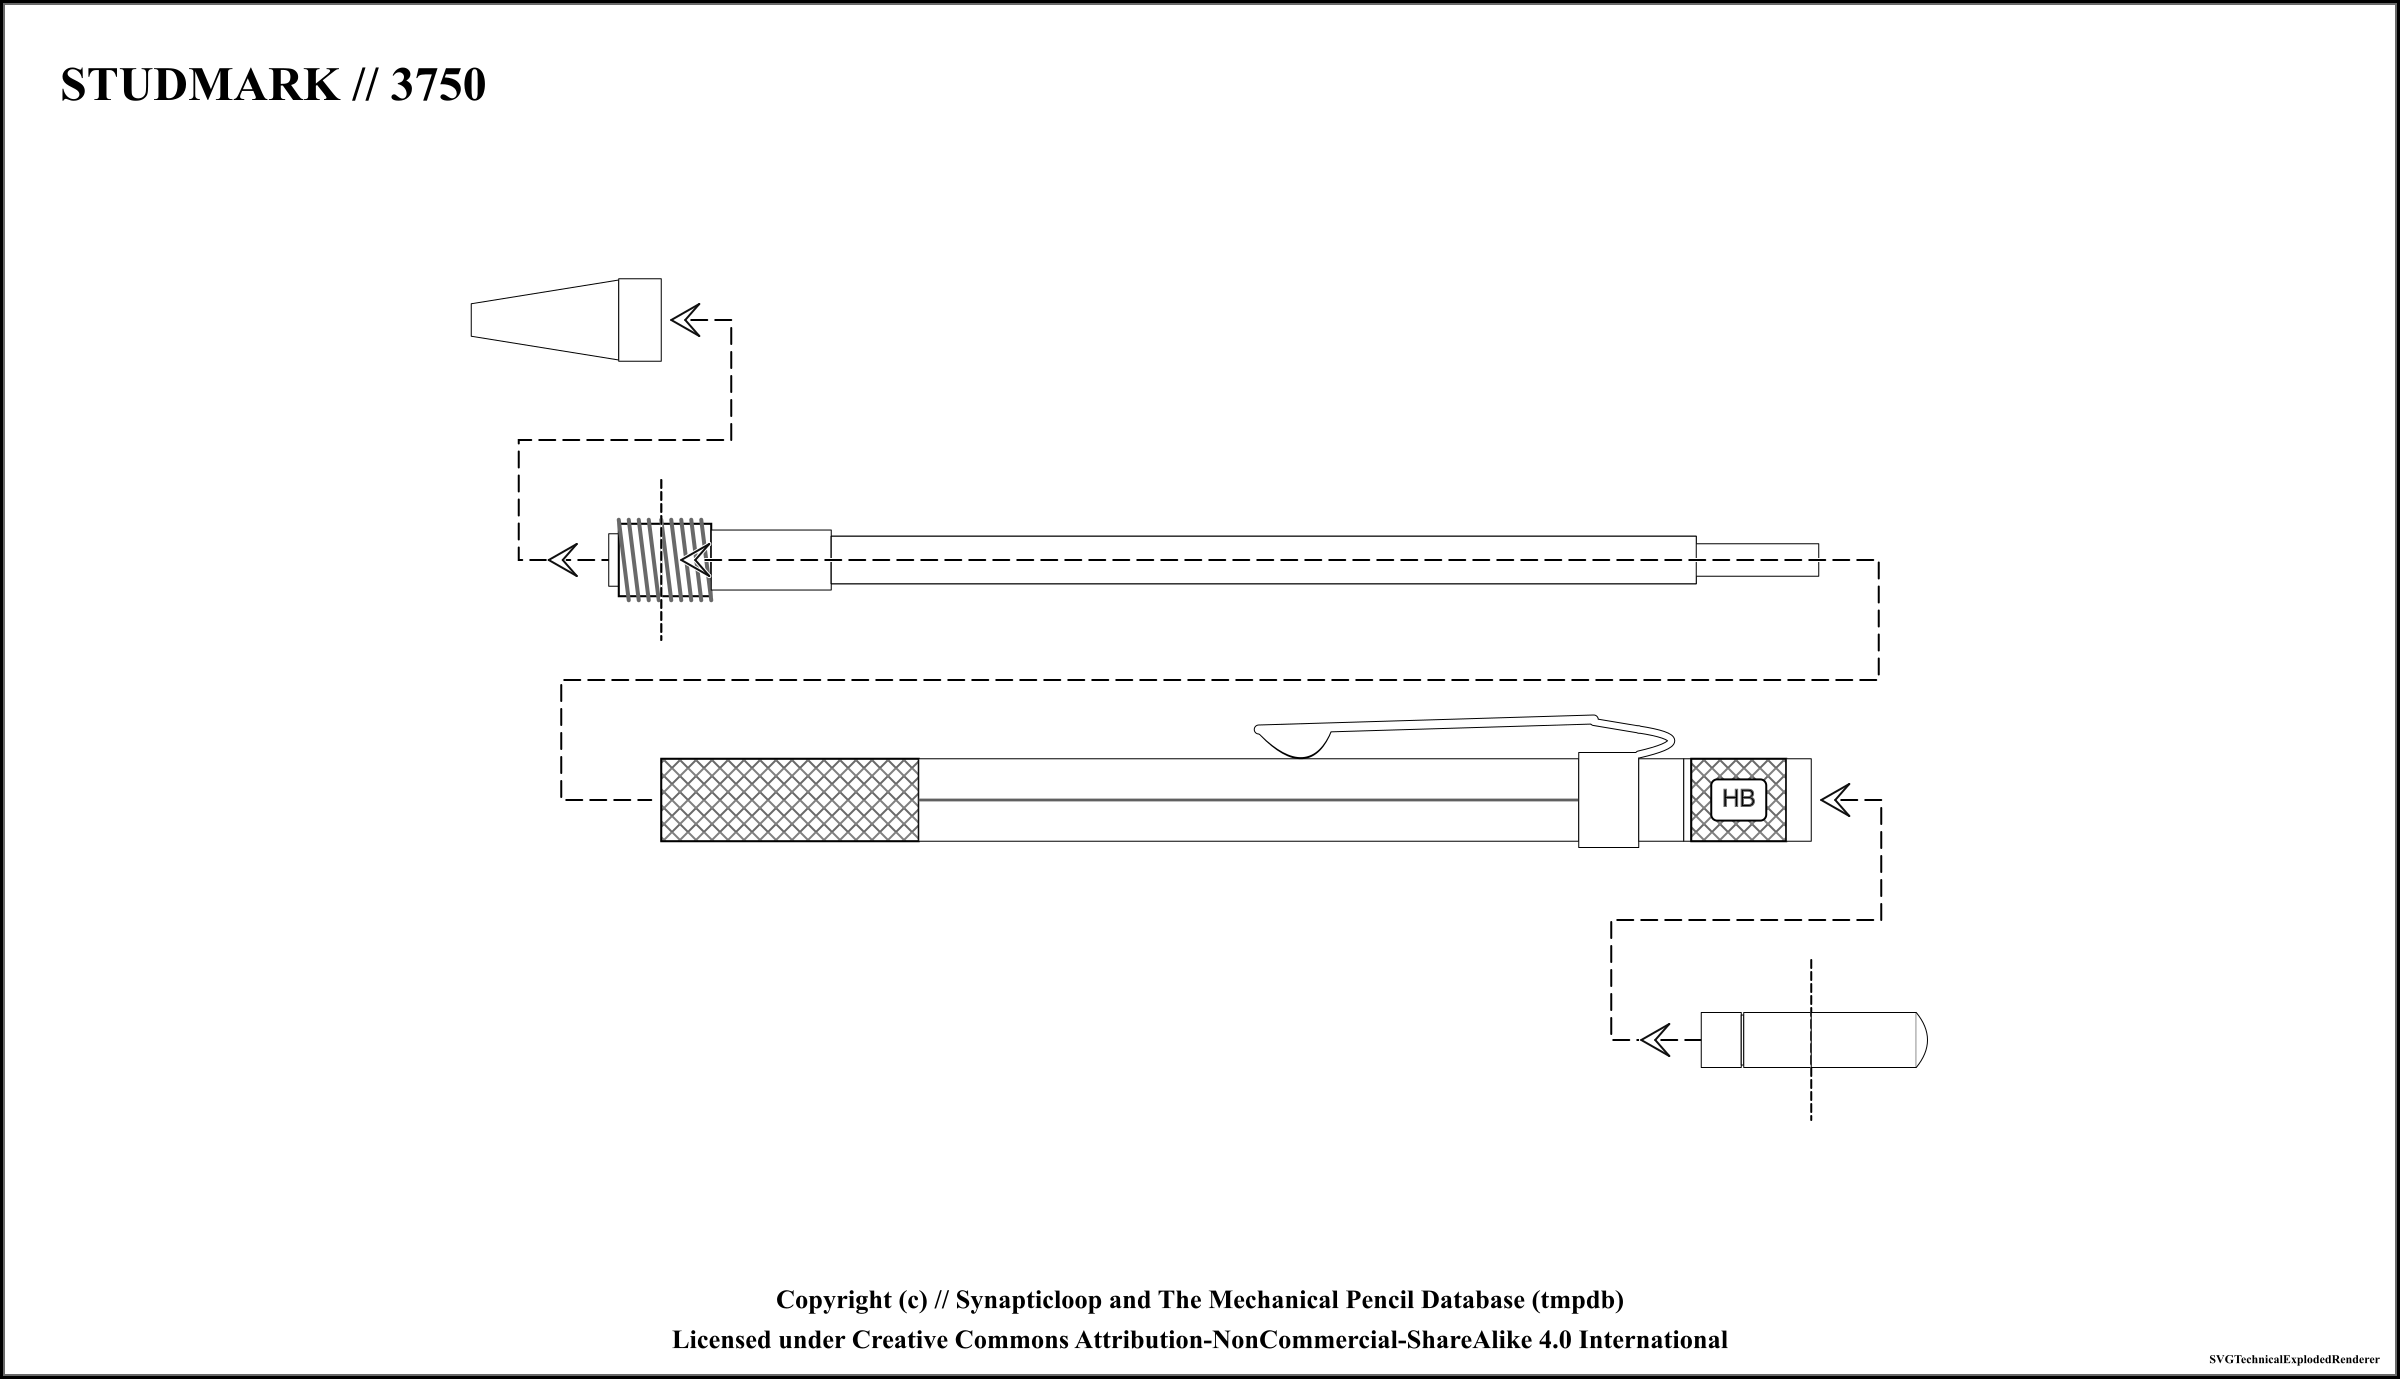 STUDMARK // 3750
HB
Copyright (c) // Synapticloop and The Mechanical Pencil Database (tmpdb)
Licensed under Creative Commons Attribution-NonCommercial-ShareAlike 4.0 International
SVGTechnicalExplodedRenderer